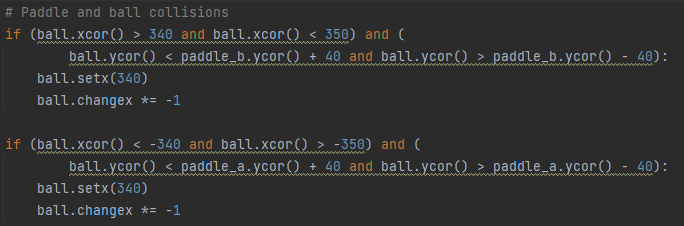 # Paddle and ball collisions
if (ball.xcor() > 340 and ball.xcor() < 350) and (
        ball.ycor() < paddle_b.ycor() + 40 and ball.ycor() > paddle_b.ycor() - 40):
    ball.setx(340)
    ball.changex *= -1

if (ball.xcor() < -340 and ball.xcor() > -350) and (
        ball.ycor() < paddle_a.ycor() + 40 and ball.ycor() > paddle_a.ycor() - 40):
    ball.setx(340)
    ball.changex *= -1